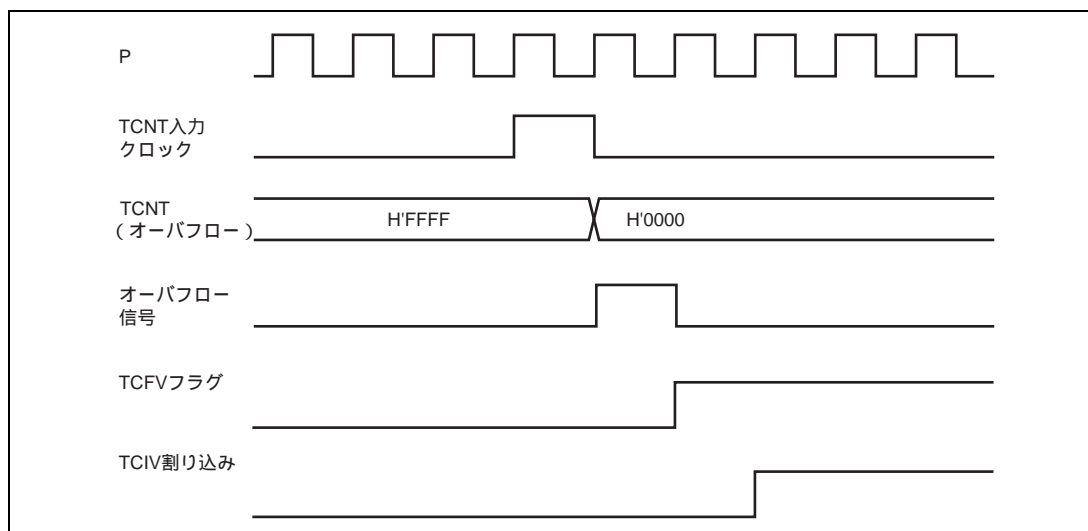 P
TCNT入力
クロック
TCNT
(オーバフロー)
H'FFFF
H'0000
オーバフロー
信号
TCFVフラグ
TCIV割り込み